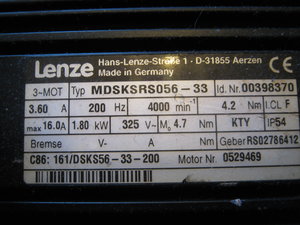 Lenze
Hans-Lenze-Straße 1 · D-31855 Aerzen
Made in Germany
3-MOT Typ MDSKSRS056-33 Id. Nr. 00398370
3.60 A 200 Hz 4000 min⁻¹ 4.2 Nm I.CL F
max 16.0A 1.80 kW 325 V~ M₀ 4.7 Nm KTY IP54
Bremse V- A Nm Geber RS02786412
C86: 161/DSKS56-33-200 Motor Nr. 0529469